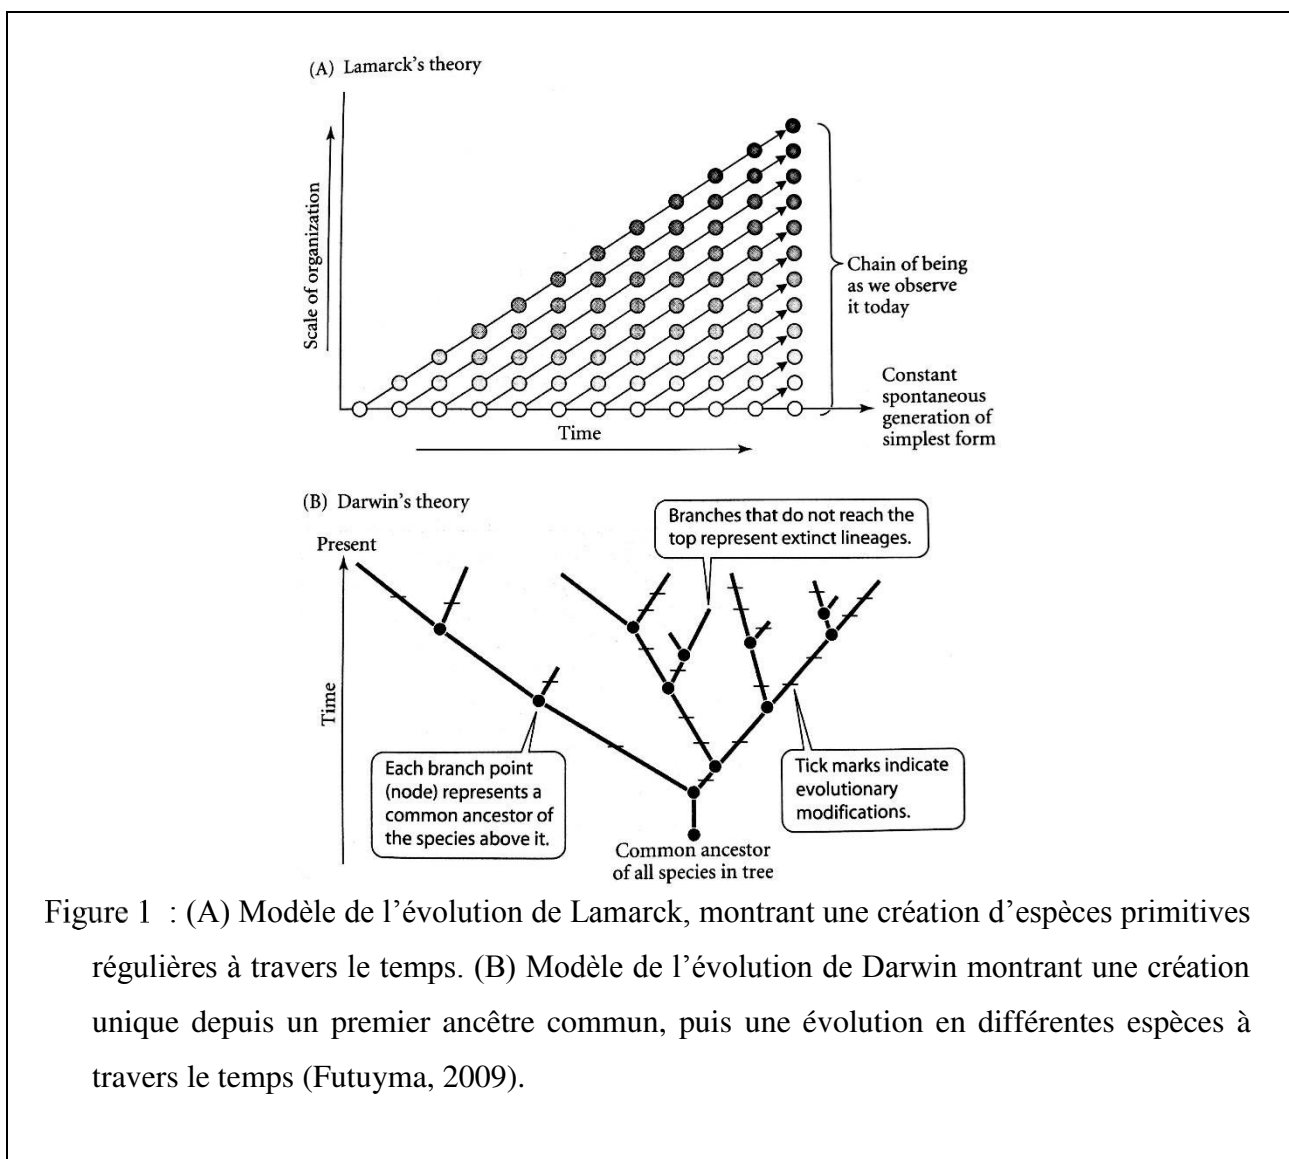 (A) Lamarck's theory
Scale of organization
Chain of being
as we observe
it today
Constant
spontaneous
generation of
simplest form
Time
(B) Darwin's theory
Present
Time
Branches that do not reach the
top represent extinct lineages.
Each branch point
(node) represents a
common ancestor of
the species above it.
Tick marks indicate
evolutionary
modifications.
Common ancestor
of all species in tree
Figure 1 : (A) Modèle de l’évolution de Lamarck, montrant une création d’espèces primitives
régulières à travers le temps. (B) Modèle de l’évolution de Darwin montrant une création
unique depuis un premier ancêtre commun, puis une évolution en différentes espèces à
travers le temps (Futuyma, 2009).